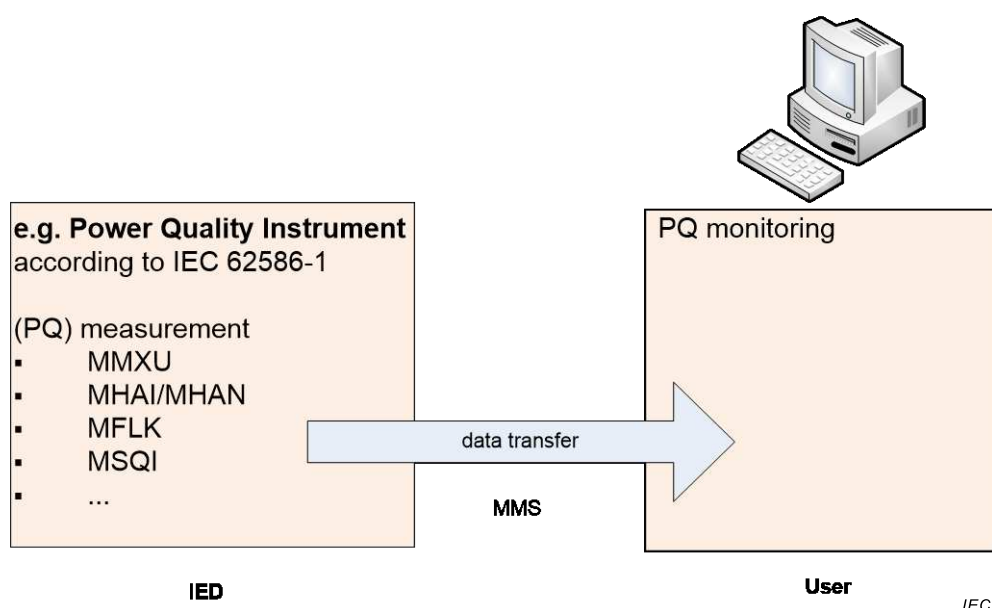 e.g. Power Quality Instrument
according to IEC 62586-1
(PQ) measurement
▪ MMXU
▪ MHAI/MHAN
▪ MFLK
▪ MSQI
▪ ...
IED
data transfer
MMS
PQ monitoring
User
IEC